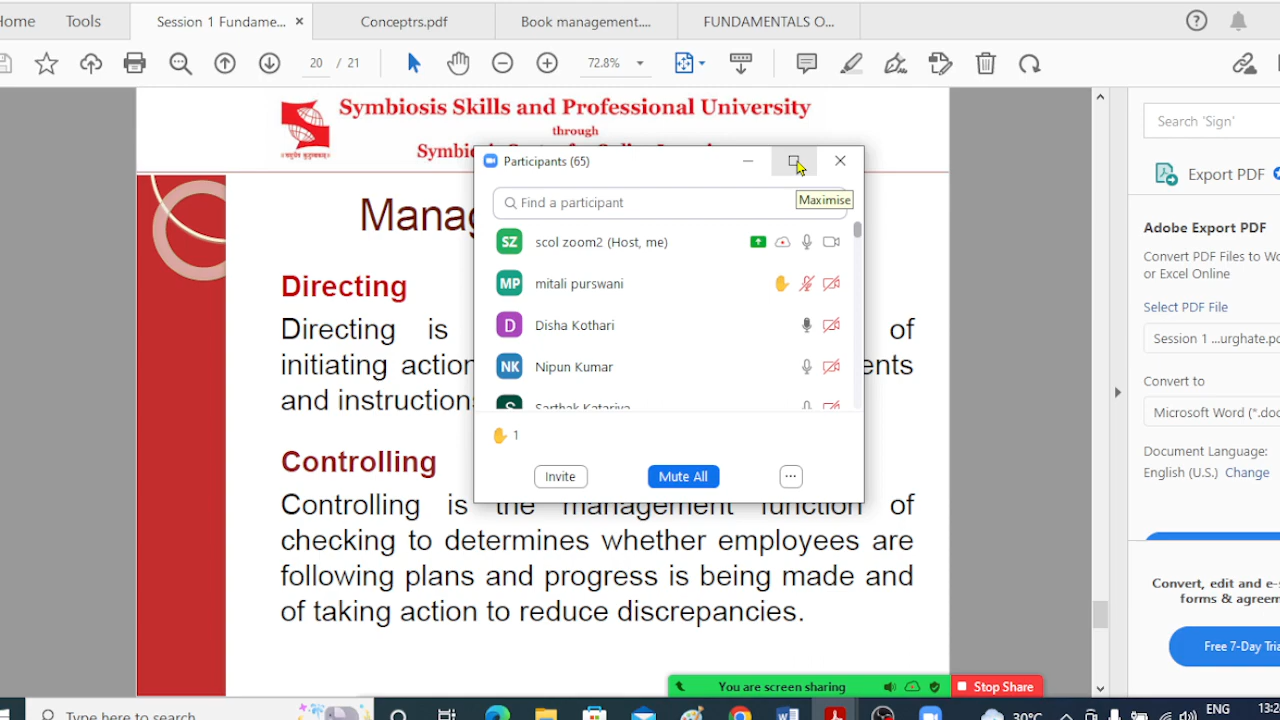 Home
Tools
Session 1 Fundame... ×
Conceptrs.pdf
Book management....
FUNDAMENTALS O...
20 / 21
72.8%
Symbiosis Skills and Professional University
through
Participants (65)
Find a participant
Maximise
SZ scol zoom2 (Host, me)
MP mitali purswani
D Disha Kothari
NK Nipun Kumar
S Sarthak Katariya
1
Invite
Mute All
...
Directing
Directing is of
initiating
and
Controlling
Controlling is the management function of
checking to determines whether employees are
following plans and progress is being made and
of taking action to reduce discrepancies.
Search 'Sign'
Export PDF
Adobe Export PDF
Convert PDF Files to
or Excel Online
Select PDF File
Session 1 ...urghate.pd
Convert to
Microsoft Word (*.doc
Document Language:
English (U.S.) Change
Convert, edit and e-
forms &
Free 7-Day
You are screen sharing
Stop Share
Type here to search
30°C
ENG